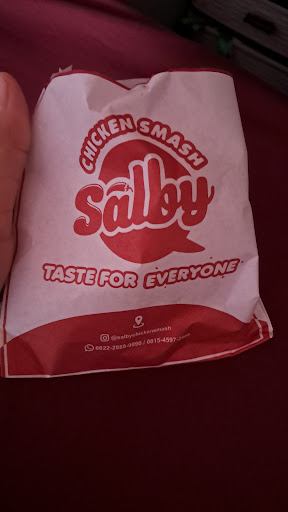 CHICKEN SMASH
Salby
TASTE FOR EVERYONE
@salbychickensmash